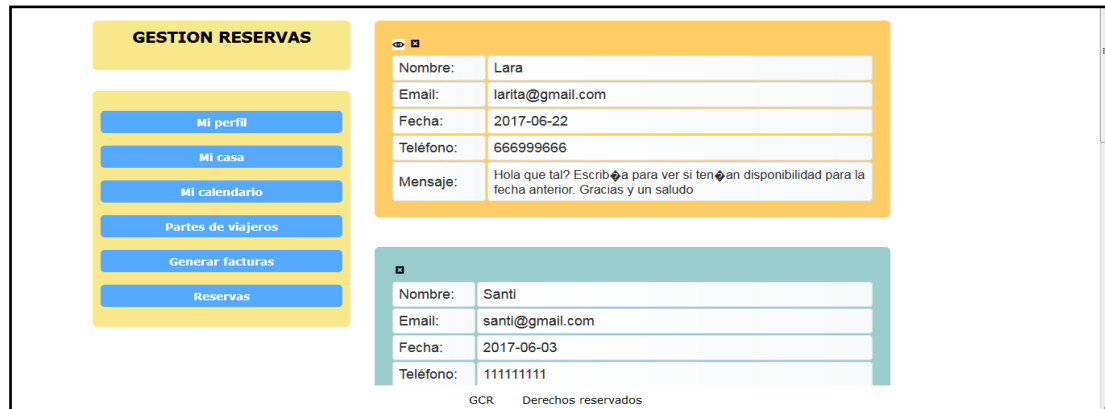 GESTION RESERVAS
Mi perfil
Mi casa
Mi calendario
Partes de viajeros
Generar facturas
Reservas
Nombre: Lara
Email: larita@gmail.com
Fecha: 2017-06-22
Teléfono: 666999666
Mensaje: Hola que tal? Escrib�a para ver si ten�an disponibilidad para la
fecha anterior. Gracias y un saludo
Nombre: Santi
Email: santi@gmail.com
Fecha: 2017-06-03
Teléfono: 111111111
GCR Derechos reservados